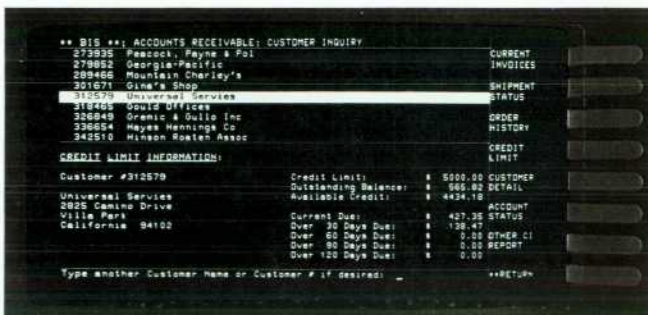 ** BIS **; ACCOUNTS RECEIVABLE; CUSTOMER INQUIRY
273935 Peacock, Payne & Pol
279852 Georgia-Pacific
289466 Mountain Charley's
301671 Gina's Shop
312579 Universal Servies
318465 Gould Offices
326849 Gremic & Gullo Inc
336654 Hayes Hennings Co
342510 Hinson Roaten Assoc
CURRENT
INVOICES
SHIPMENT
STATUS
ORDER
HISTORY
CREDIT
LIMIT
CUSTOMER
DETAIL
ACCOUNT
STATUS
OTHER CI
REPORT
**RETURN
CREDIT LIMIT INFORMATION:
Customer #312579
Universal Servies
2825 Camino Drive
Villa Park
California 94102
Credit Limit: $ 5000.00
Outstanding Balance: $ 565.82
Available Credit: $ 4434.18
Current Due: $ 427.35
Over 30 Days Due: $ 138.47
Over 60 Days Due: $ 0.00
Over 90 Days Due: $ 0.00
Over 120 Days Due: $ 0.00
Type another Customer Name or Customer # if desired: _